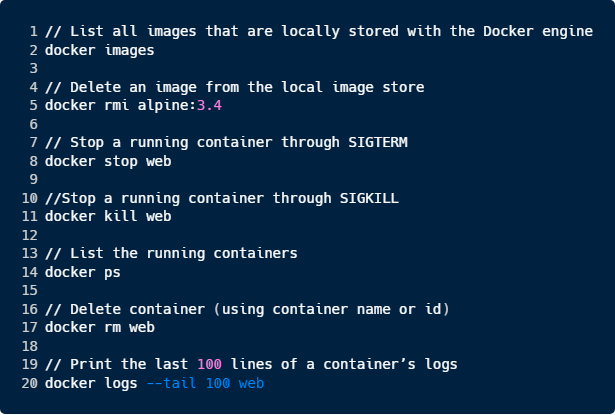 1 // List all images that are locally stored with the Docker engine
2 docker images
3
4 // Delete an image from the local image store
5 docker rmi alpine:3.4
6
7 // Stop a running container through SIGTERM
8 docker stop web
9
10 //Stop a running container through SIGKILL
11 docker kill web
12
13 // List the running containers
14 docker ps
15
16 // Delete container (using container name or id)
17 docker rm web
18
19 // Print the last 100 lines of a container’s logs
20 docker logs --tail 100 web